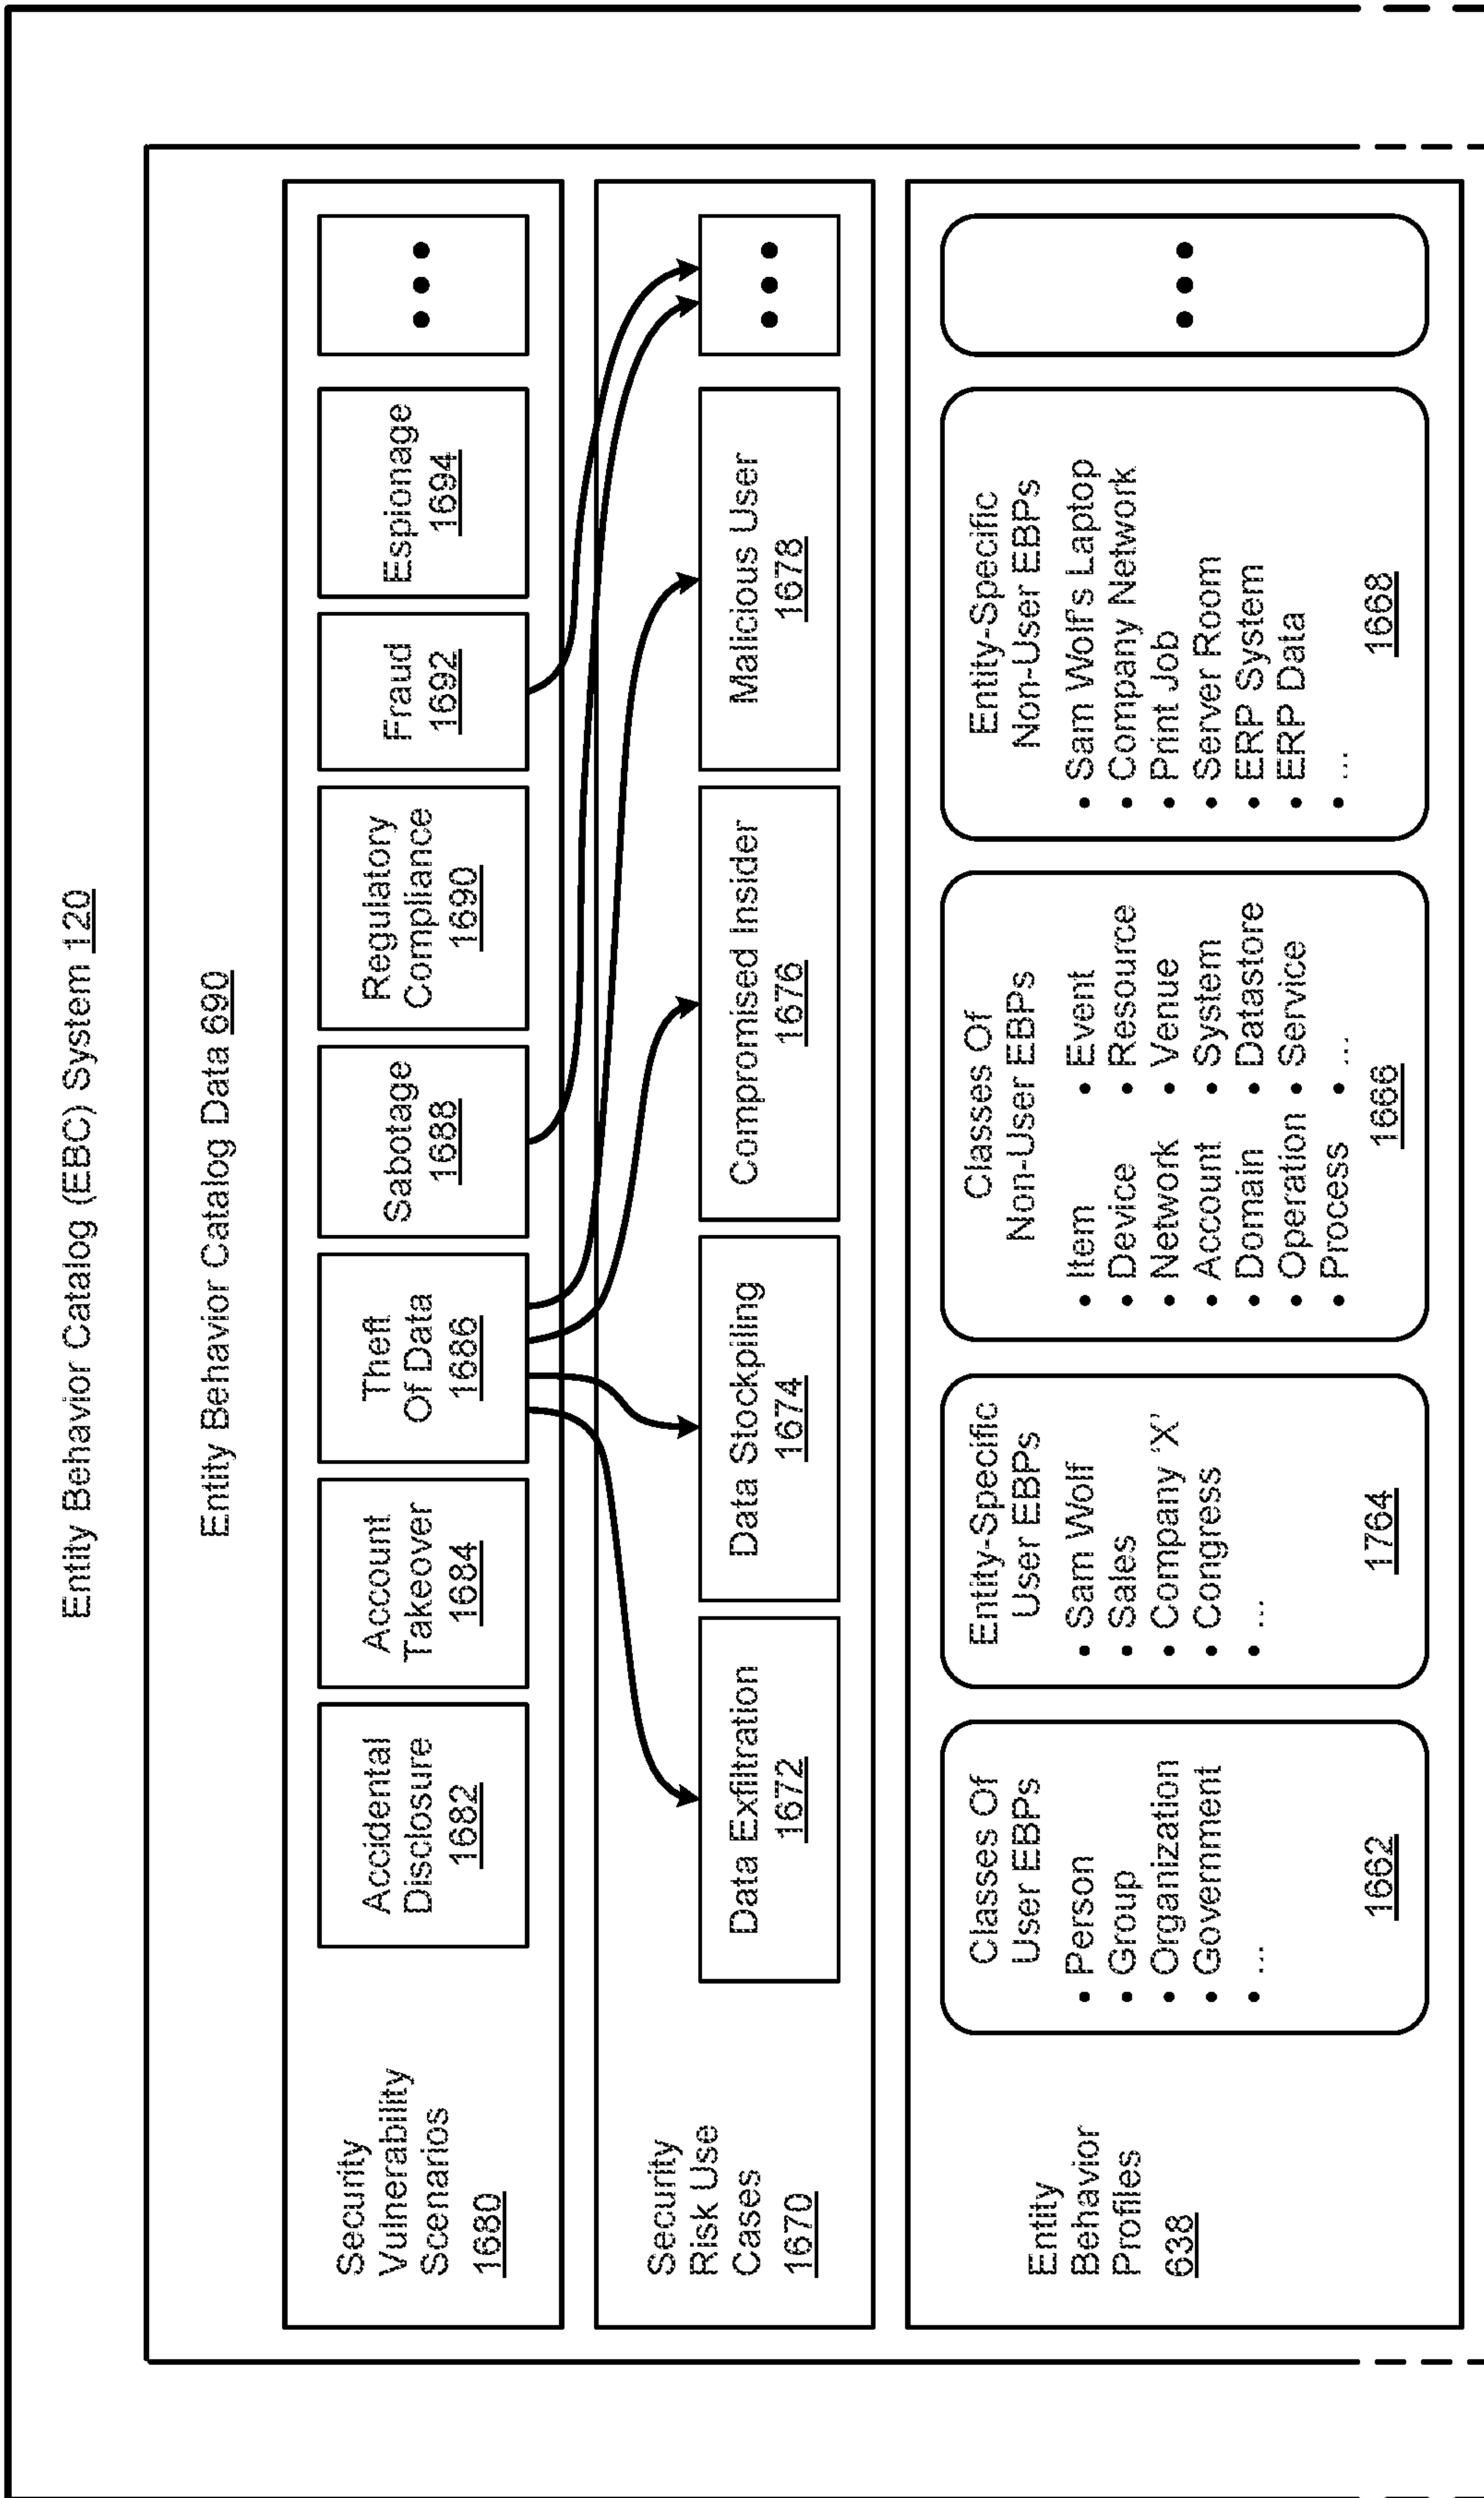 Entity Behavior Catalog (EBC) System 120
Entity Behavior Catalog Data 690
Security
Vulnerability
Scenarios
1680
Accidental
Disclosure
1682
Account
Takeover
1684
Theft
Of Data
1686
Sabotage
1688
Regulatory
Compliance
1690
Fraud
1692
Espionage
1694
•••
Security
Risk Use
Cases
1670
Data Exfiltration
1672
Data Stockpiling
1674
Compromised Insider
1676
Malicious User
1678
•••
Entity
Behavior
Profiles
638
Classes Of
User EBPs
• Person
• Group
• Organization
• Government
• ...
1662
Entity-Specific
User EBPs
• Sam Wolf
• Sales
• Company ‘X’
• Congress
• ...
1764
Classes Of
Non-User EBPs
• Item • Event
• Device • Resource
• Network • Venue
• Account • System
• Domain • Datastore
• Operation • Service
• Process • ...
1666
Entity-Specific
Non-User EBPs
• Sam Wolf's Laptop
• Company Network
• Print Job
• Server Room
• ERP System
• ERP Data
• ...
1668
•••